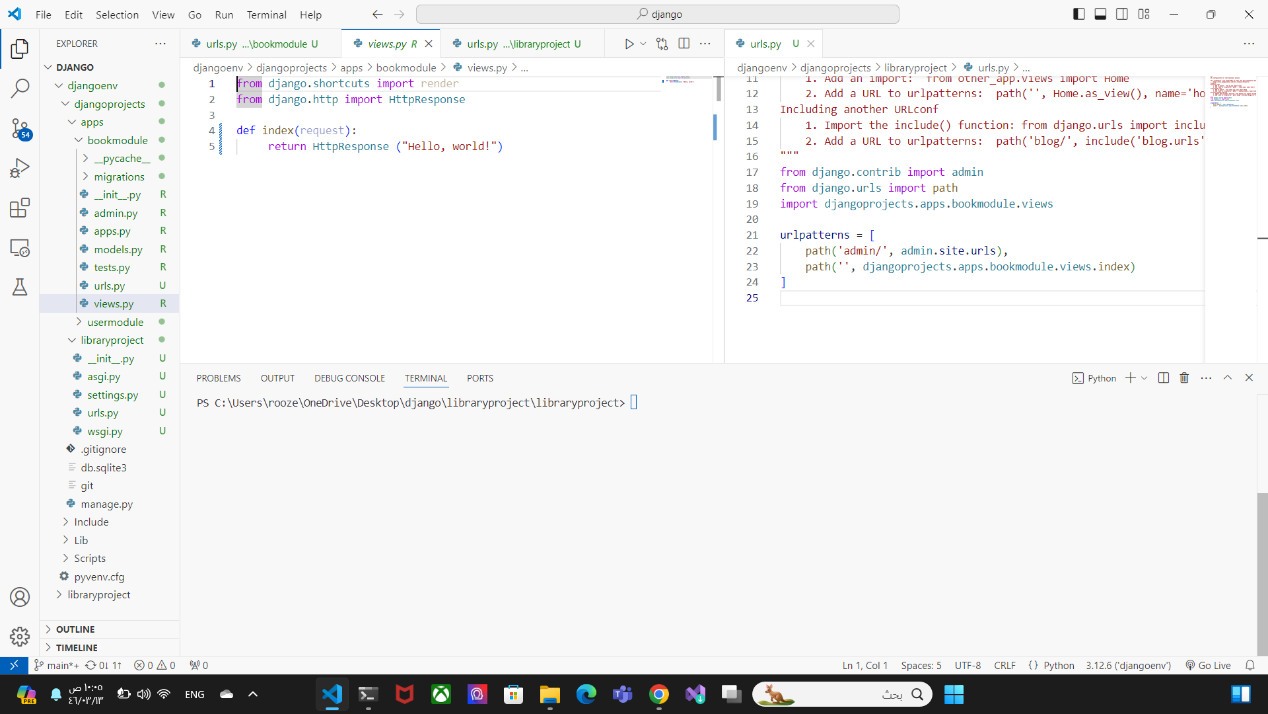 File Edit Selection View Go Run Terminal Help
django
EXPLORER
DJANGO
djangoenv
djangoprojects
apps
bookmodule
__pycache__
migrations
__init__.py R
admin.py R
apps.py R
models.py R
tests.py R
urls.py U
views.py R
usermodule
libraryproject
__init__.py U
asgi.py U
settings.py U
urls.py U
wsgi.py U
.gitignore
db.sqlite3
git
manage.py
Include
Lib
Scripts
pyvenv.cfg
libraryproject
OUTLINE
TIMELINE
54
urls.py ...\bookmodule U
views.py R
urls.py ...\libraryproject U
djangoenv > djangoprojects > apps > bookmodule > views.py > ...
1 from django.shortcuts import render
2 from django.http import HttpResponse
3
4 def index(request):
5 return HttpResponse ("Hello, world!")
urls.py U
djangoenv > djangoprojects > libraryproject > urls.py > ...
11 1. Add an import: from other_app.views import Home
12 2. Add a URL to urlpatterns: path('', Home.as_view(), name='ho
13 Including another URLconf
14 1. Import the include() function: from django.urls import inclu
15 2. Add a URL to urlpatterns: path('blog/', include('blog.urls'
16 """
17 from django.contrib import admin
18 from django.urls import path
19 import djangoprojects.apps.bookmodule.views
20
21 urlpatterns = [
22 path('admin/', admin.site.urls),
23 path('', djangoprojects.apps.bookmodule.views.index)
24 ]
25
PROBLEMS OUTPUT DEBUG CONSOLE TERMINAL PORTS
Python
PS C:\Users\rooze\OneDrive\Desktop\django\libraryproject\libraryproject>
main*+ 0↓ 1↑ 0 0 0
Ln 1, Col 1 Spaces: 5 UTF-8 CRLF {} Python 3.12.6 ('djangoenv') Go Live
PRE
١٠:٠٥ ص
ENG
بحث